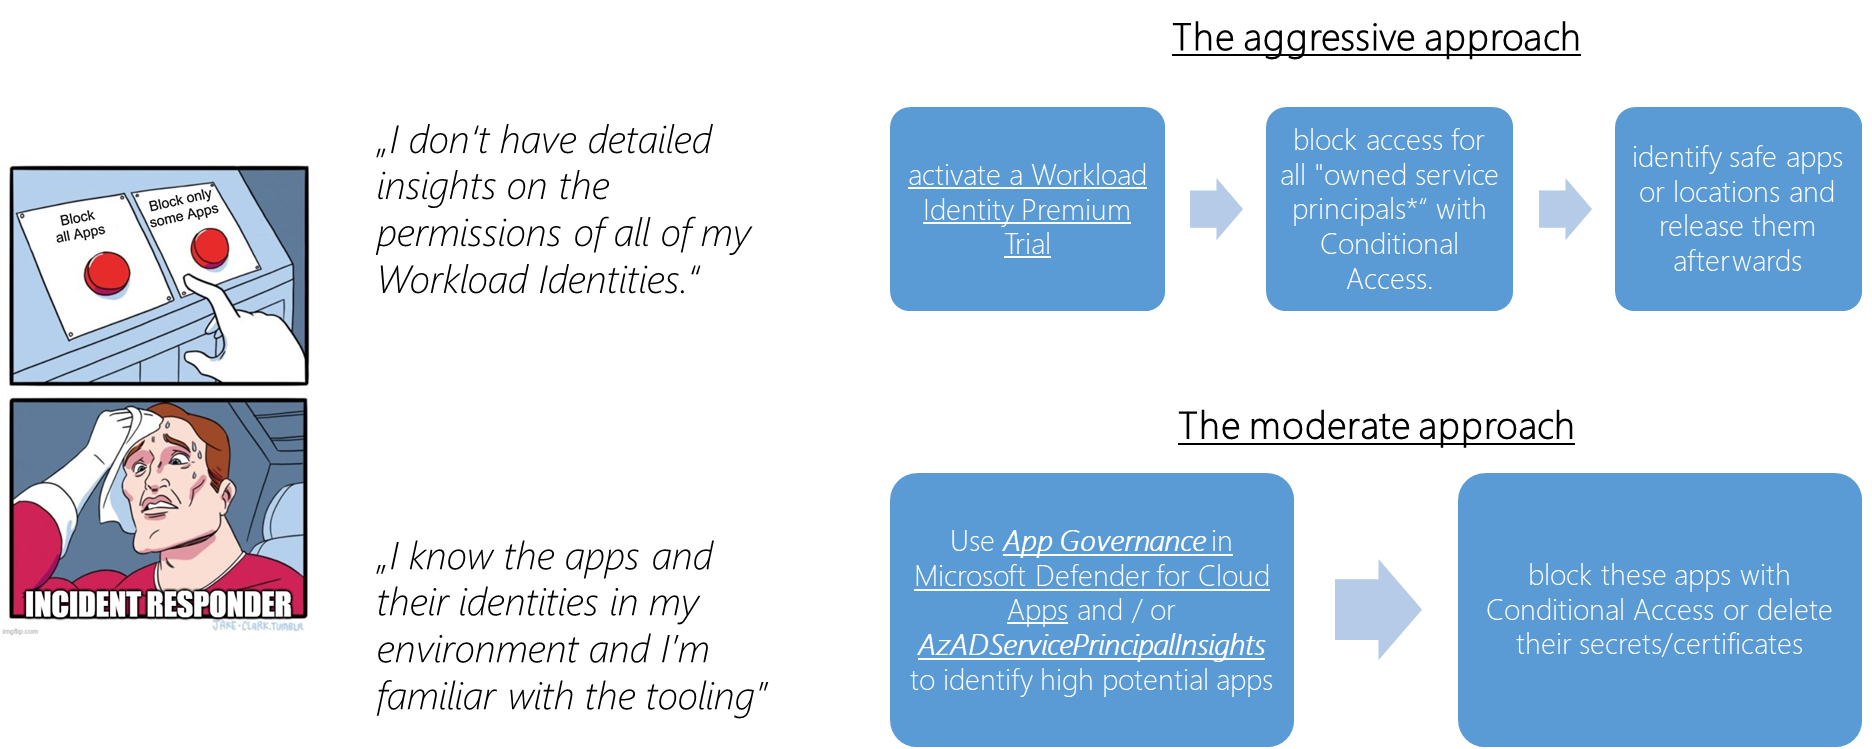 The aggressive approach
„I don't have detailed
insights on the
permissions of all of my
Workload Identities.“
activate a Workload
Identity Premium
Trial
block access for
all "owned service
principals*“ with
Conditional
Access.
identify safe apps
or locations and
release them
afterwards
Block
all Apps
Block only
some Apps
INCIDENT RESPONDER
JAKE-CLARK.TUMBLR
imgflip.com
The moderate approach
„I know the apps and
their identities in my
environment and I'm
familiar with the tooling”
Use App Governance in
Microsoft Defender for Cloud
Apps and / or
AzADServicePrincipalInsights
to identify high potential apps
block these apps with
Conditional Access or delete
their secrets/certificates